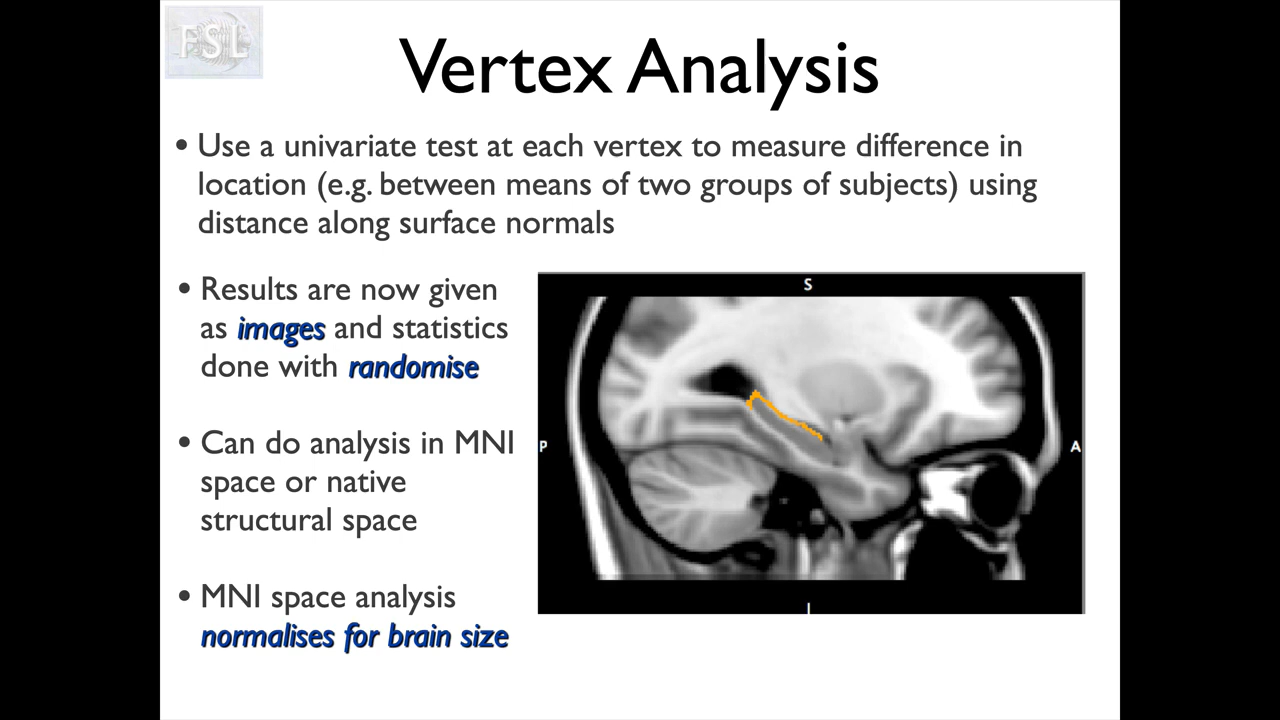 FSL
Vertex Analysis
• Use a univariate test at each vertex to measure difference in
location (e.g. between means of two groups of subjects) using
distance along surface normals
• Results are now given
as images and statistics
done with randomise
• Can do analysis in MNI
space or native
structural space
• MNI space analysis
normalises for brain size
S
P
A
I